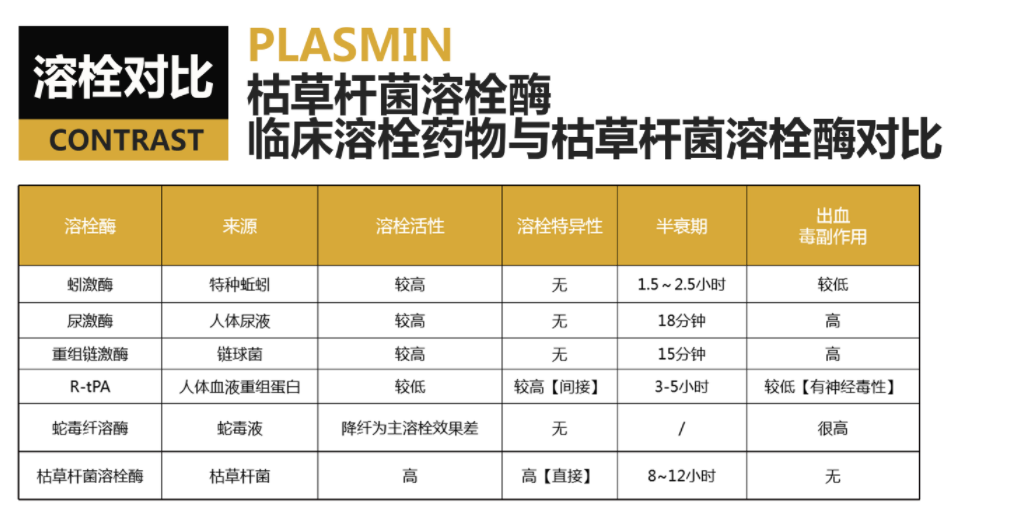 溶栓对比
CONTRAST
PLASMIN
枯草杆菌溶栓酶
临床溶栓药物与枯草杆菌溶栓酶对比
溶栓酶 来源 溶栓活性 溶栓特异性 半衰期 出血
毒副作用
蚓激酶 特种蚯蚓 较高 无 1.5~2.5小时 较低
尿激酶 人体尿液 较高 无 18分钟 高
重组链激酶 链球菌 较高 无 15分钟 高
R-tPA 人体血液重组蛋白 较低 较高【间接】 3-5小时 较低【有神经毒性】
蛇毒纤溶酶 蛇毒液 降纤为主溶栓效果差 无 / 很高
枯草杆菌溶栓酶 枯草杆菌 高 高【直接】 8~12小时 无